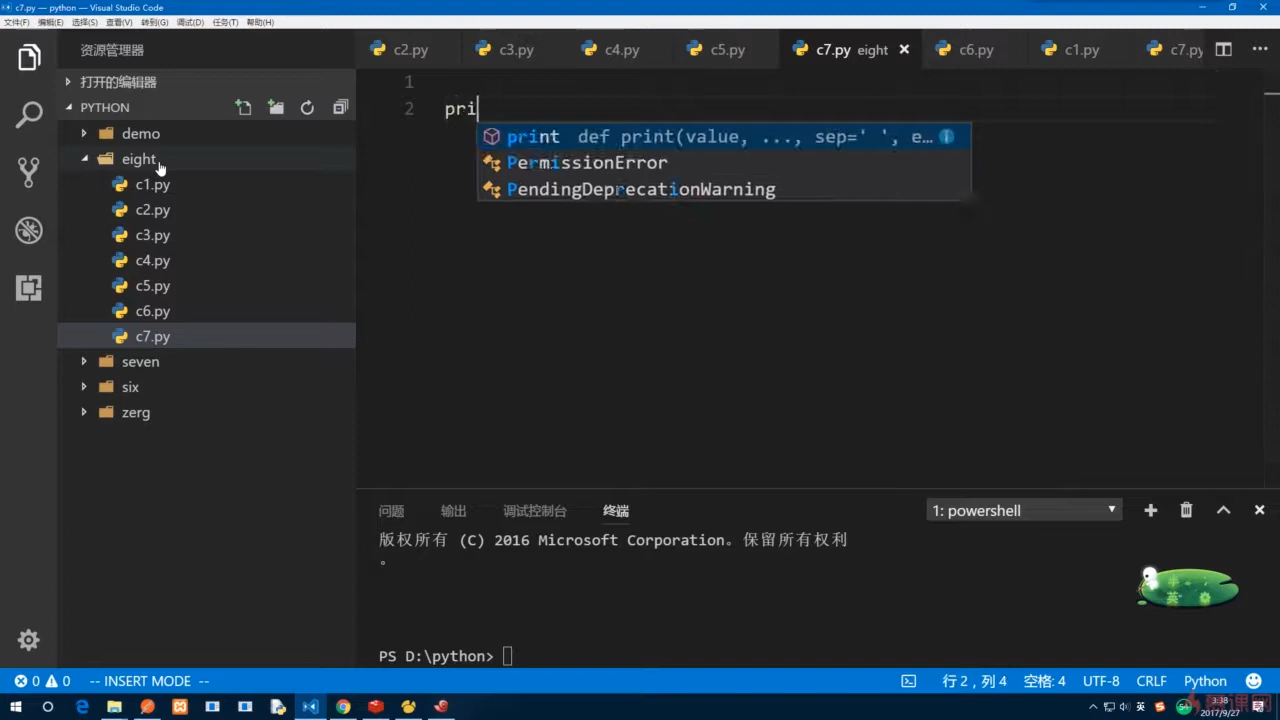 c7.py — python — Visual Studio Code
文件(F) 编辑(E) 选择(S) 查看(V) 转到(G) 调试(D) 任务(T) 帮助(H)
资源管理器
打开的编辑器
PYTHON
demo
eight
c1.py
c2.py
c3.py
c4.py
c5.py
c6.py
c7.py
seven
six
zerg
c2.py c3.py c4.py c5.py c7.py eight c6.py c1.py c7.py
1
2 pri
print def print(value, ..., sep=' ', e…
PermissionError
PendingDeprecationWarning
问题 输出 调试控制台 终端 1: powershell
版权所有 (C) 2016 Microsoft Corporation。保留所有权利
。
PS D:\python>
英
0 0 -- INSERT MODE -- 行 2，列 4 空格: 4 UTF-8 CRLF Python
英 3:38
2017/9/27